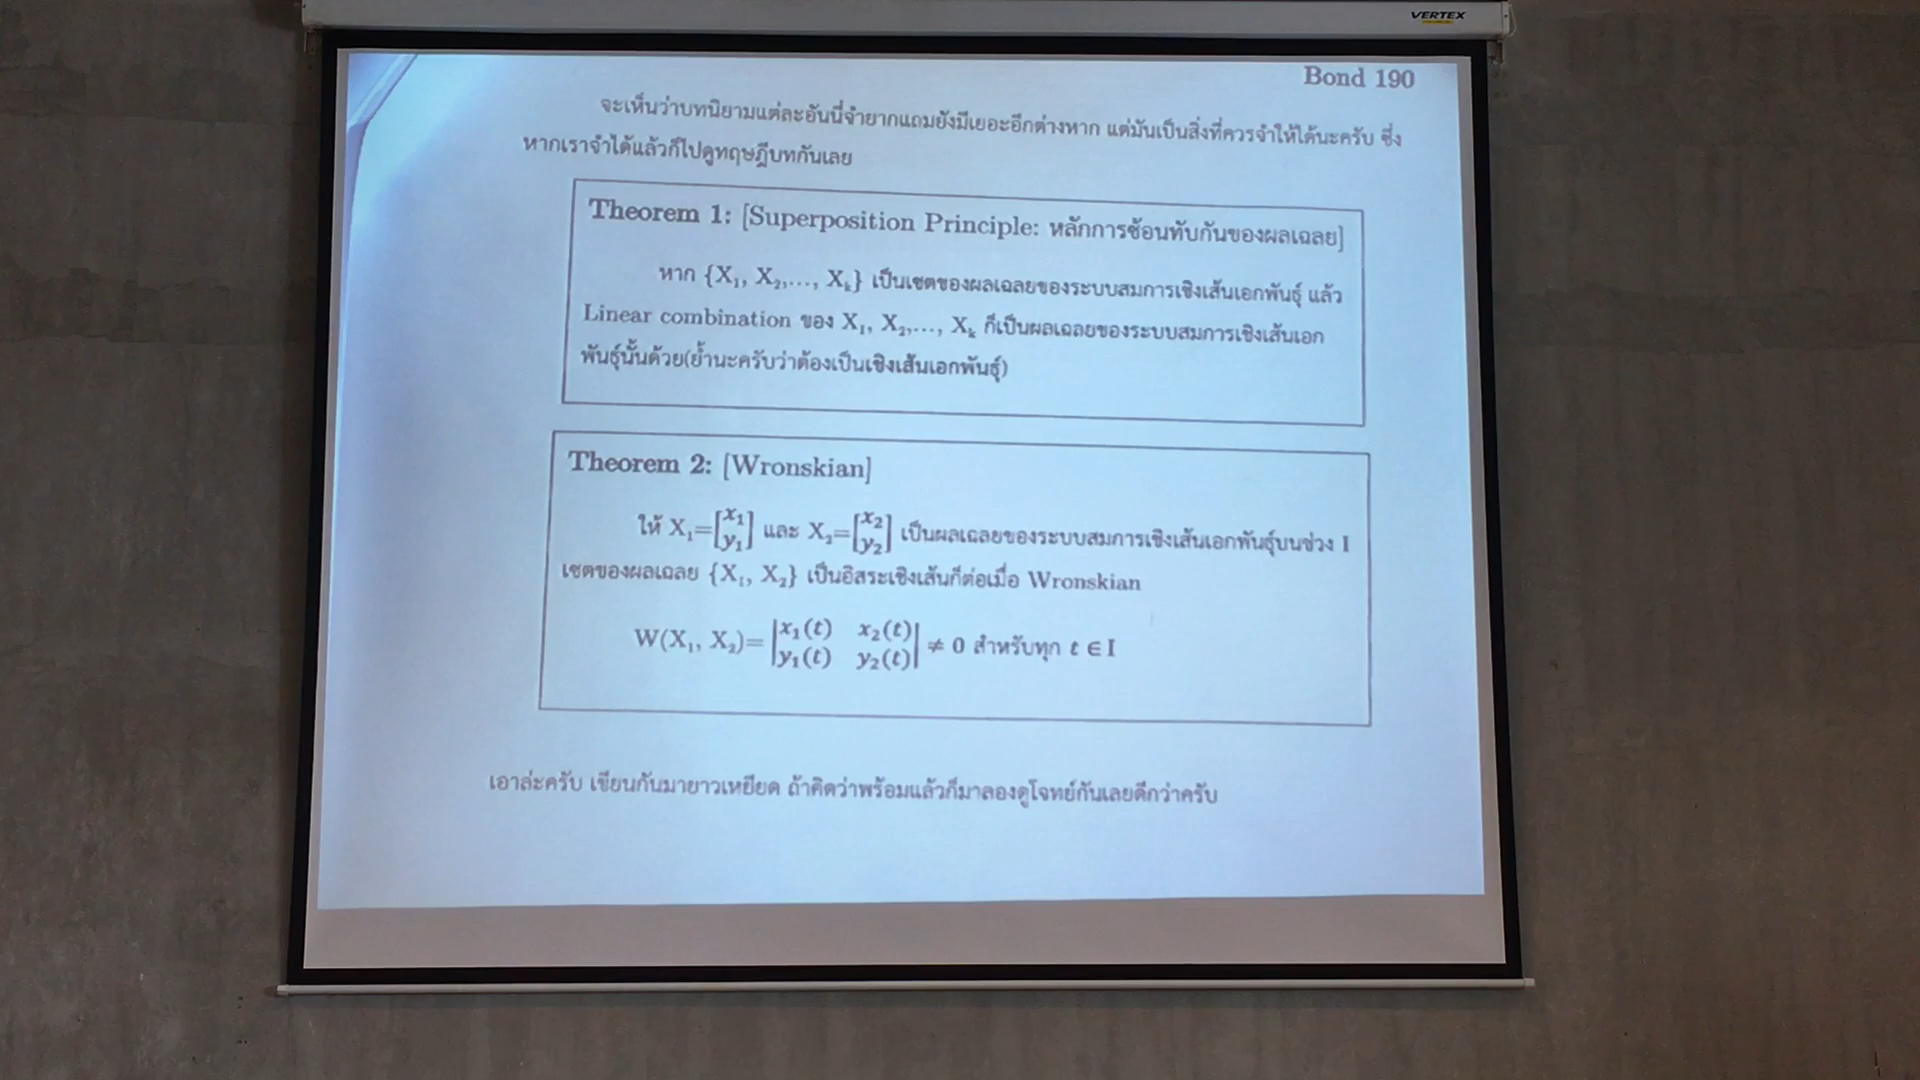 VERTEX
Bond 190
จะเห็นว่าบทนิยามแต่ละอันนี่จำยากแถมยังมีเยอะอีกต่างหาก แต่มันเป็นสิ่งที่ควรจำให้ได้นะครับ ซึ่ง
หากเราจำได้แล้วก็ไปดูทฤษฎีบทกันเลย
Theorem 1: [Superposition Principle: หลักการซ้อนทับกันของผลเฉลย]
หาก {X₁, X₂,..., Xₖ} เป็นเซตของผลเฉลยของระบบสมการเชิงเส้นเอกพันธุ์ แล้ว
Linear combination ของ X₁, X₂,..., Xₖ ก็เป็นผลเฉลยของระบบสมการเชิงเส้นเอก
พันธุ์นั้นด้วย(ย้ำนะครับว่าต้องเป็นเชิงเส้นเอกพันธุ์)
Theorem 2: [Wronskian]
ให้ X₁=[x₁ y₁] และ X₂=[x₂ y₂] เป็นผลเฉลยของระบบสมการเชิงเส้นเอกพันธุ์บนช่วง I
เซตของผลเฉลย {X₁, X₂} เป็นอิสระเชิงเส้นก็ต่อเมื่อ Wronskian
W(X₁, X₂)= |x₁(t) x₂(t) y₁(t) y₂(t)| ≠ 0 สำหรับทุก t ∈ I
เอาล่ะครับ เขียนกันมายาวเหยียด ถ้าคิดว่าพร้อมแล้วก็มาลองดูโจทย์กันเลยดีกว่าครับ